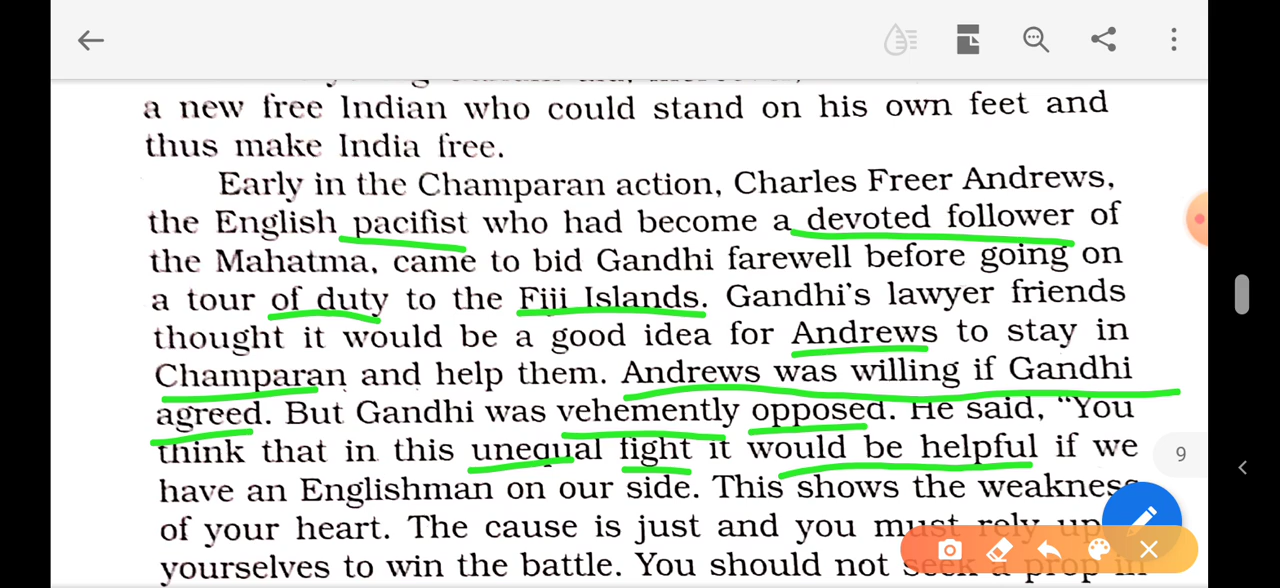 a new free Indian who could stand on his own feet and
thus make India free.
Early in the Champaran action, Charles Freer Andrews,
the English pacifist who had become a devoted follower of
the Mahatma, came to bid Gandhi farewell before going on
a tour of duty to the Fiji Islands. Gandhi's lawyer friends
thought it would be a good idea for Andrews to stay in
Champaran and help them. Andrews was willing if Gandhi
agreed. But Gandhi was vehemently opposed. He said, "You
think that in this unequal fight it would be helpful if we
9
have an Englishman on our side. This shows the weakness
of your heart. The cause is just and you must rely
yourselves to win the battle. You should not seek a prop in